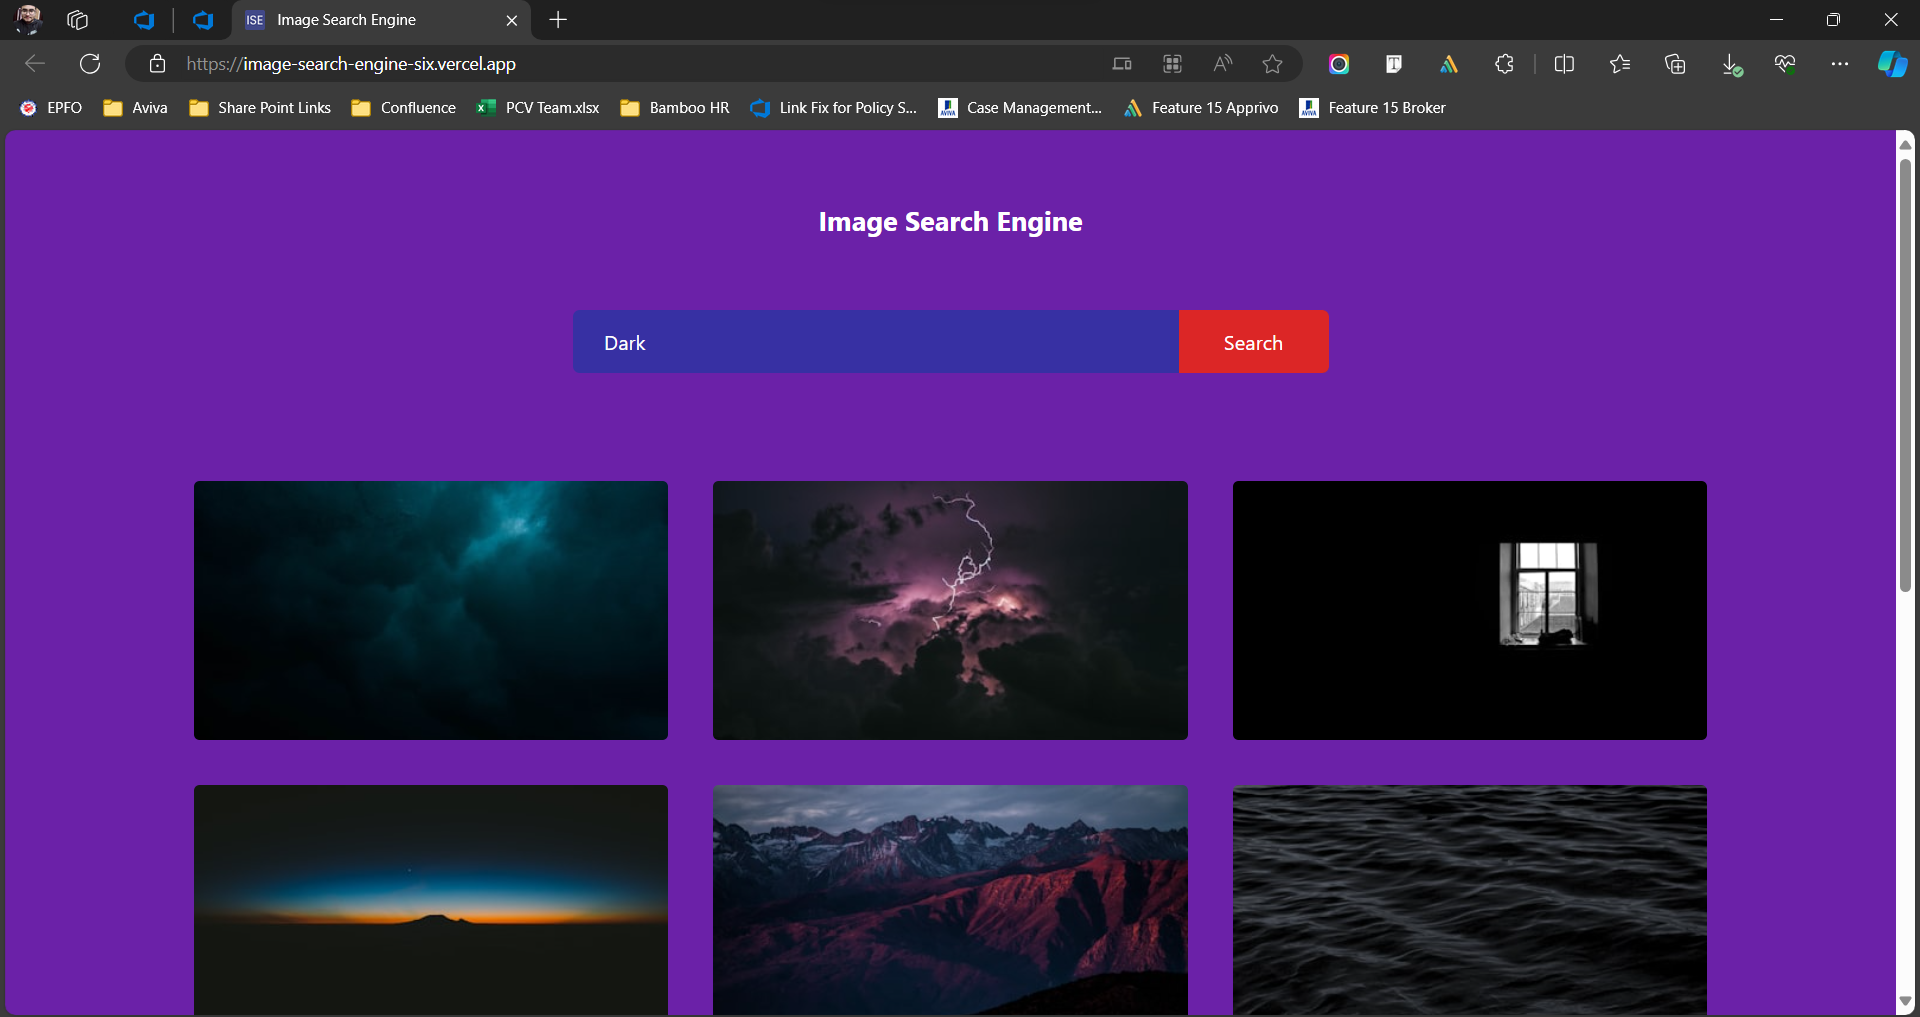 ISE Image Search Engine
https://image-search-engine-six.vercel.app
EPFO Aviva Share Point Links Confluence PCV Team.xlsx Bamboo HR Link Fix for Policy S... AVIVA Case Management... Feature 15 Apprivo AVIVA Feature 15 Broker
Image Search Engine
Dark Search